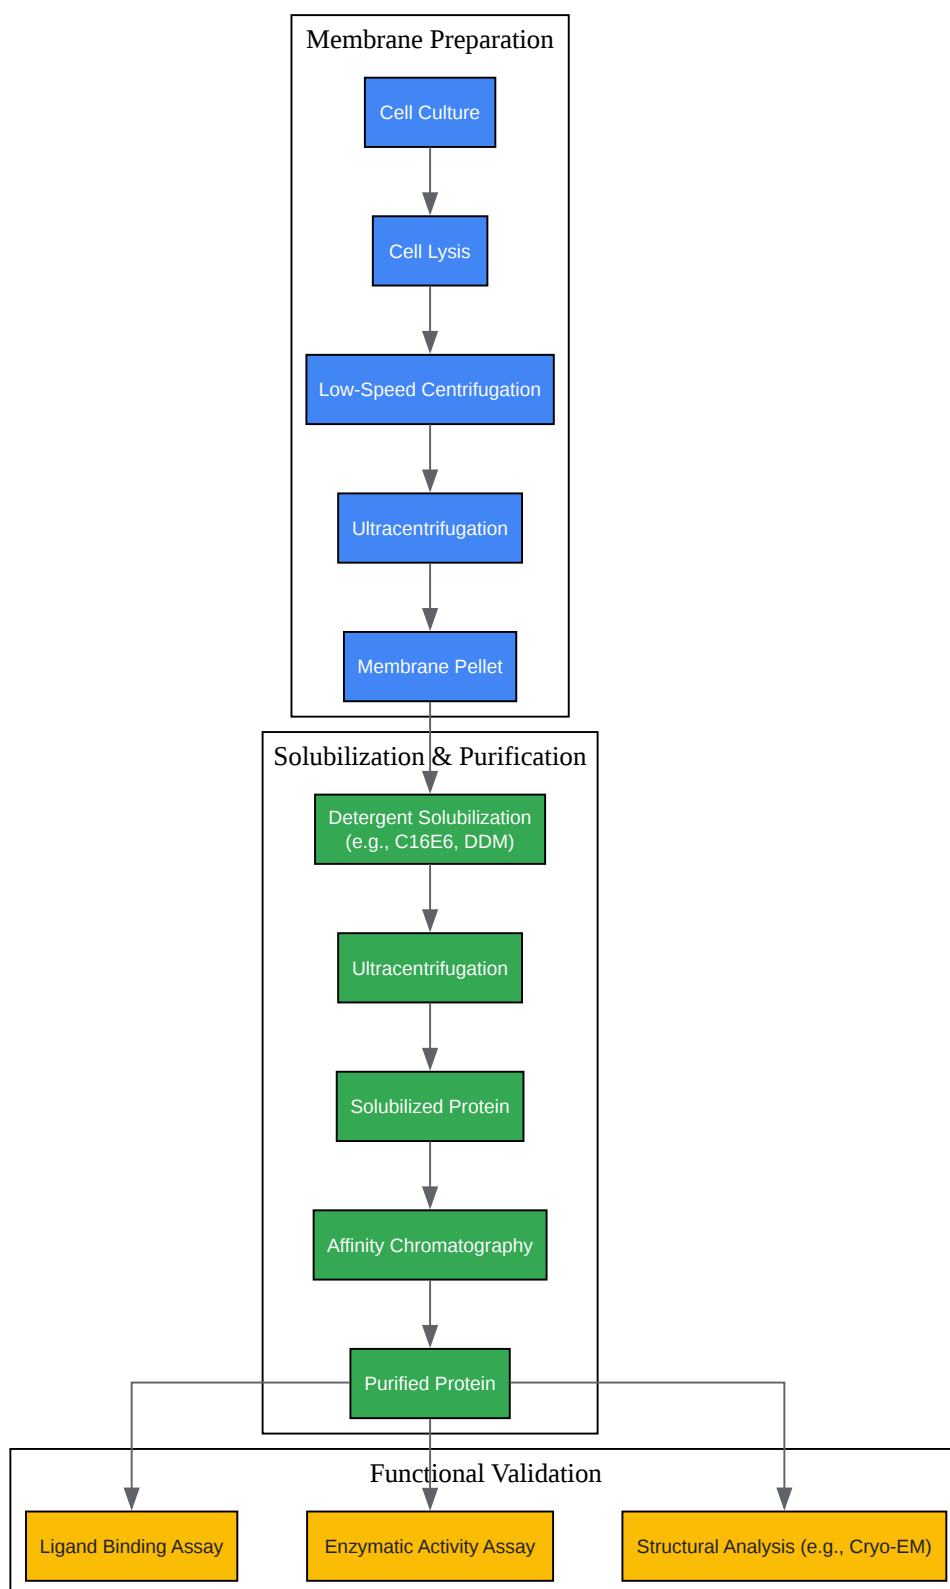 Membrane Preparation
Cell Culture
Cell Lysis
Low-Speed Centrifugation
Ultracentrifugation
Membrane Pellet
Solubilization & Purification
Detergent Solubilization
(e.g., C16E6, DDM)
Ultracentrifugation
Solubilized Protein
Affinity Chromatography
Purified Protein
Functional Validation
Ligand Binding Assay
Enzymatic Activity Assay
Structural Analysis (e.g., Cryo-EM)